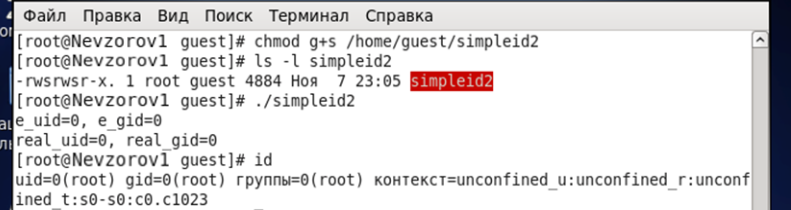 Файл Правка Вид Поиск Терминал Справка
[root@Nevzorov1 guest]# chmod g+s /home/guest/simpleid2
[root@Nevzorov1 guest]# ls -l simpleid2
-rwsrwsr-x. 1 root guest 4884 Ноя  7 23:05 simpleid2
[root@Nevzorov1 guest]# ./simpleid2
e_uid=0, e_gid=0
real_uid=0, real_gid=0
[root@Nevzorov1 guest]# id
uid=0(root) gid=0(root) группы=0(root) контекст=unconfined_u:unconfined_r:unconf
ined_t:s0-s0:c0.c1023